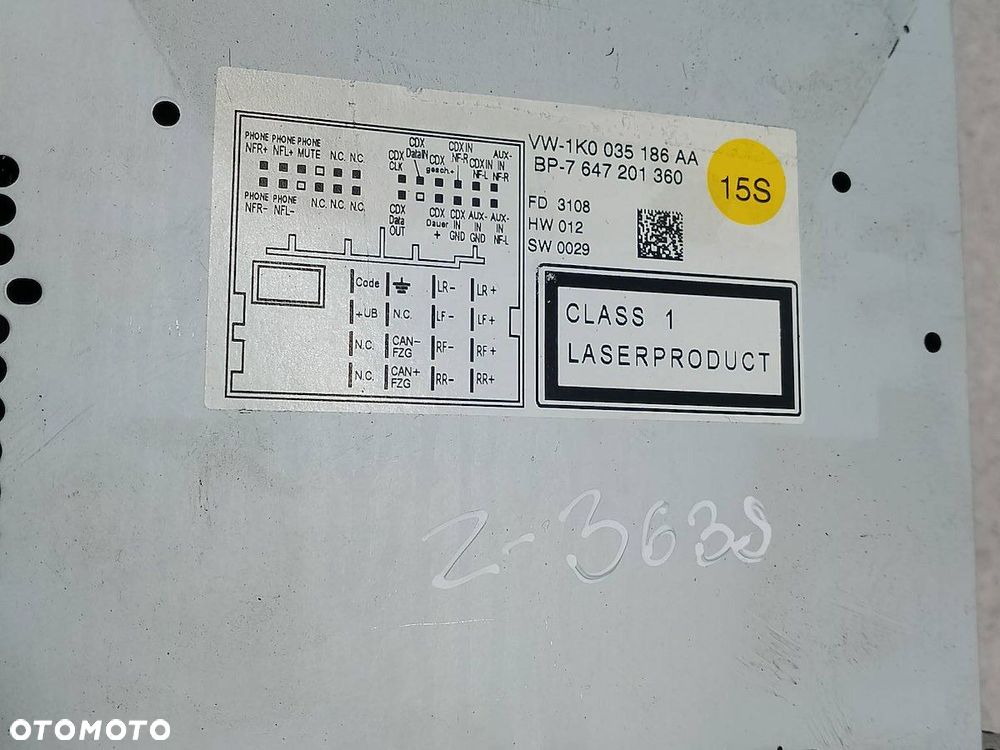 PHONE PHONE PHONE
NFR+ NFL+ MUTE N.C. N.C.
PHONE PHONE
NFR- NFL- N.C. N.C. N.C.
CDX CLK
CDX DataIN
CDX gesch.+
CDX IN NF-R
CDX IN NF-L
AUX-IN NF-R
CDX Data OUT
CDX Dauer +
CDX IN GND
AUX-IN GND
AUX-IN NF-L
Code LR- LR+
+UB N.C. LF- LF+
N.C. CAN-FZG RF- RF+
N.C. CAN+FZG RR- RR+
VW-1K0 035 186 AA
BP-7 647 201 360
15S
FD 3108
HW 012
SW 0029
CLASS 1
LASERPRODUCT
OTOMOTO